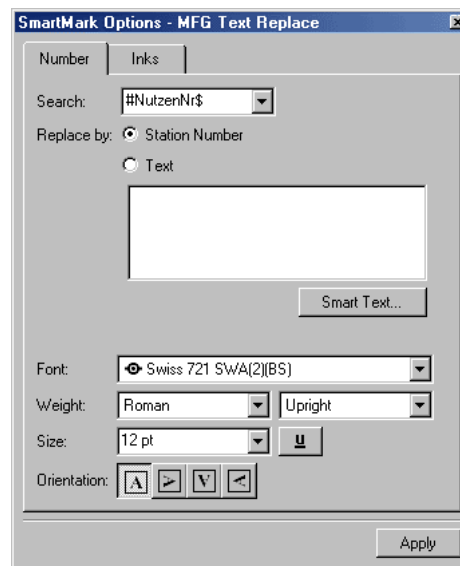 SmartMark Options - MFG Text Replace
Number Inks
Search: #NutzenNr$
Replace by: Station Number
Text
Smart Text...
Font: Swiss 721 SWA(2)(BS)
Weight: Roman Upright
Size: 12 pt u
Orientation: A A A A
Apply